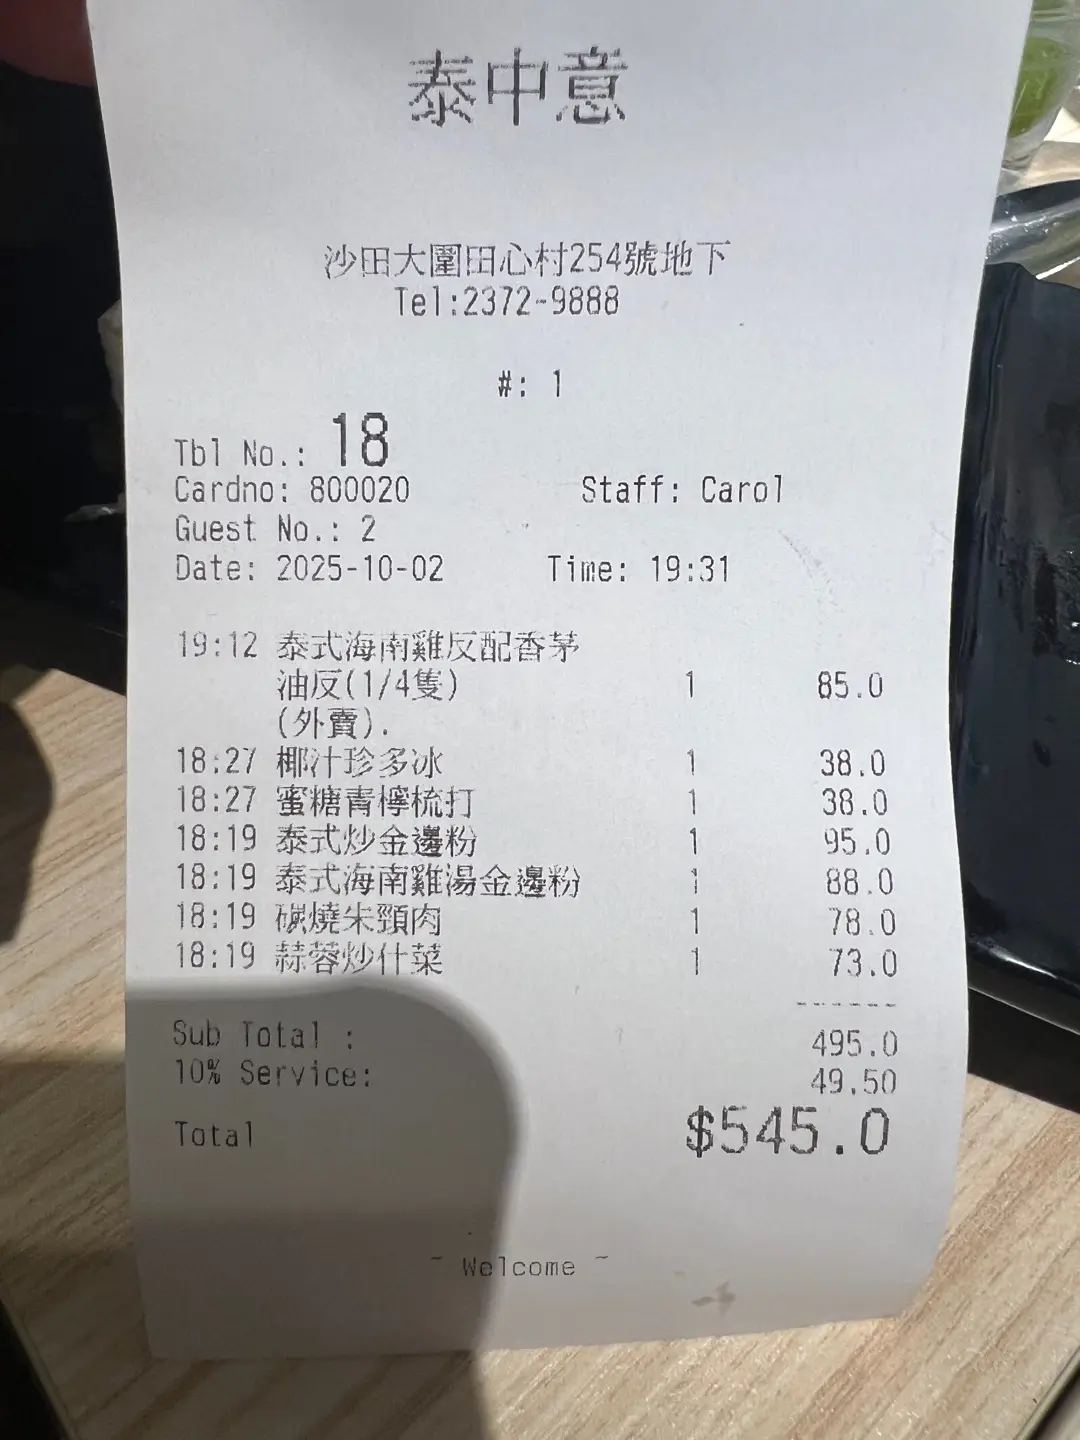 泰中意
沙田大圍田心村254號地下
Tel:2372-9888
#: 1
Tbl No.: 18
Cardno: 800020 Staff: Carol
Guest No.: 2
Date: 2025-10-02 Time: 19:31
19:12 泰式海南雞反配香茅
油反(1/4隻) 1 85.0
(外賣).
18:27 椰汁珍多冰 1 38.0
18:27 蜜糖青檸梳打 1 38.0
18:19 泰式炒金邊粉 1 95.0
18:19 泰式海南雞湯金邊粉 1 88.0
18:19 碳燒朱頸肉 1 78.0
18:19 蒜蓉炒什菜 1 73.0
------
Sub Total : 495.0
10% Service: 49.50
Total $545.0
~ Welcome ~